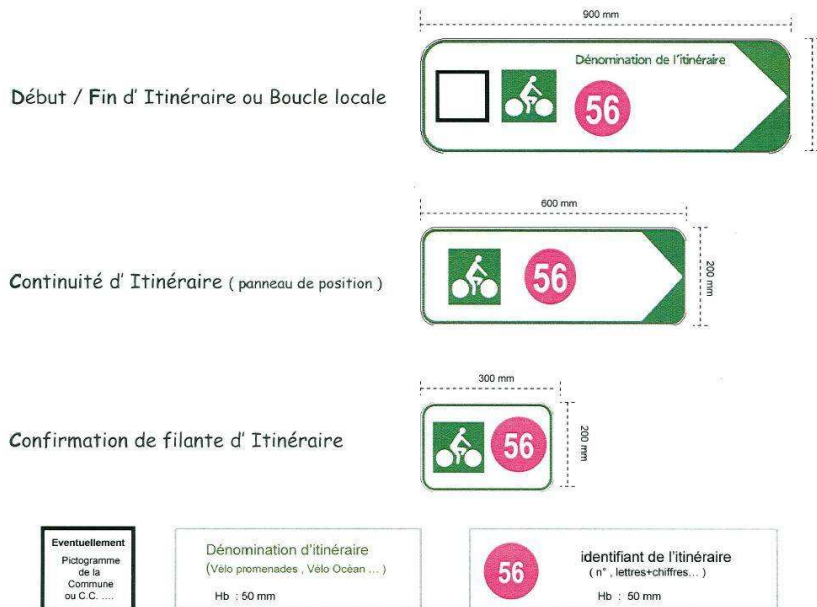 900 mm
Début / Fin d' Itinéraire ou Boucle locale
Dénomination de l'itinéraire
56
600 mm
Continuité d' Itinéraire ( panneau de position )
56
200 mm
300 mm
Confirmation de filante d' Itinéraire
56
200 mm
Eventuellement
Pictogramme
de la
Commune
ou C.C. ....
Dénomination d'itinéraire
(Vélo promenades , Vélo Océan ... )
Hb : 50 mm
56
identifiant de l'itinéraire
( n° , lettres+chiffres... )
Hb : 50 mm